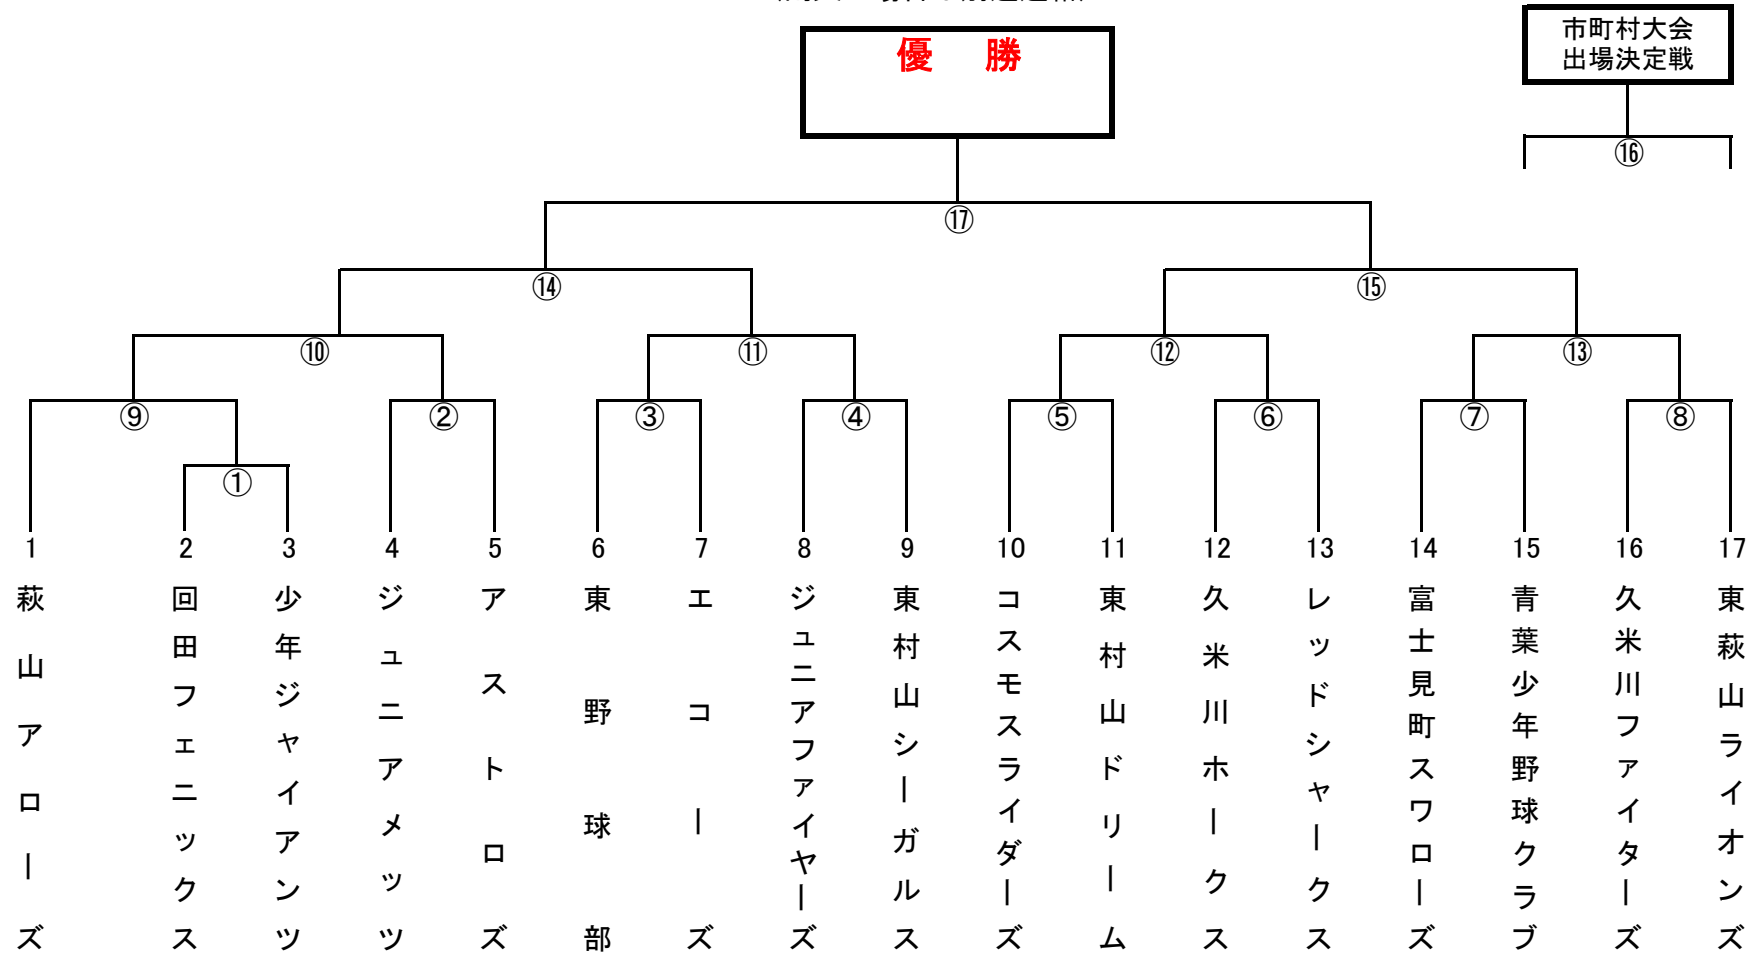 市町村大会
出場決定戦
優　勝
⑯
⑰
⑭
⑮
⑩
⑪
⑫
⑬
⑨
②
③
④
⑤
⑥
⑦
⑧
①
1
2
3
4
5
6
7
8
9
10
11
12
13
14
15
16
17
萩山アローズ
回田フェニックス
少年ジャイアンツ
ジュニアメッツ
アストロズ
東野球部
エコーズ
ジュニアファイヤーズ
東村山シーガルス
コスモスライダーズ
東村山ドリーム
久米川ホークス
レッドシャークス
富士見町スワローズ
青葉少年野球クラブ
久米川ファイターズ
東萩山ライオンズ